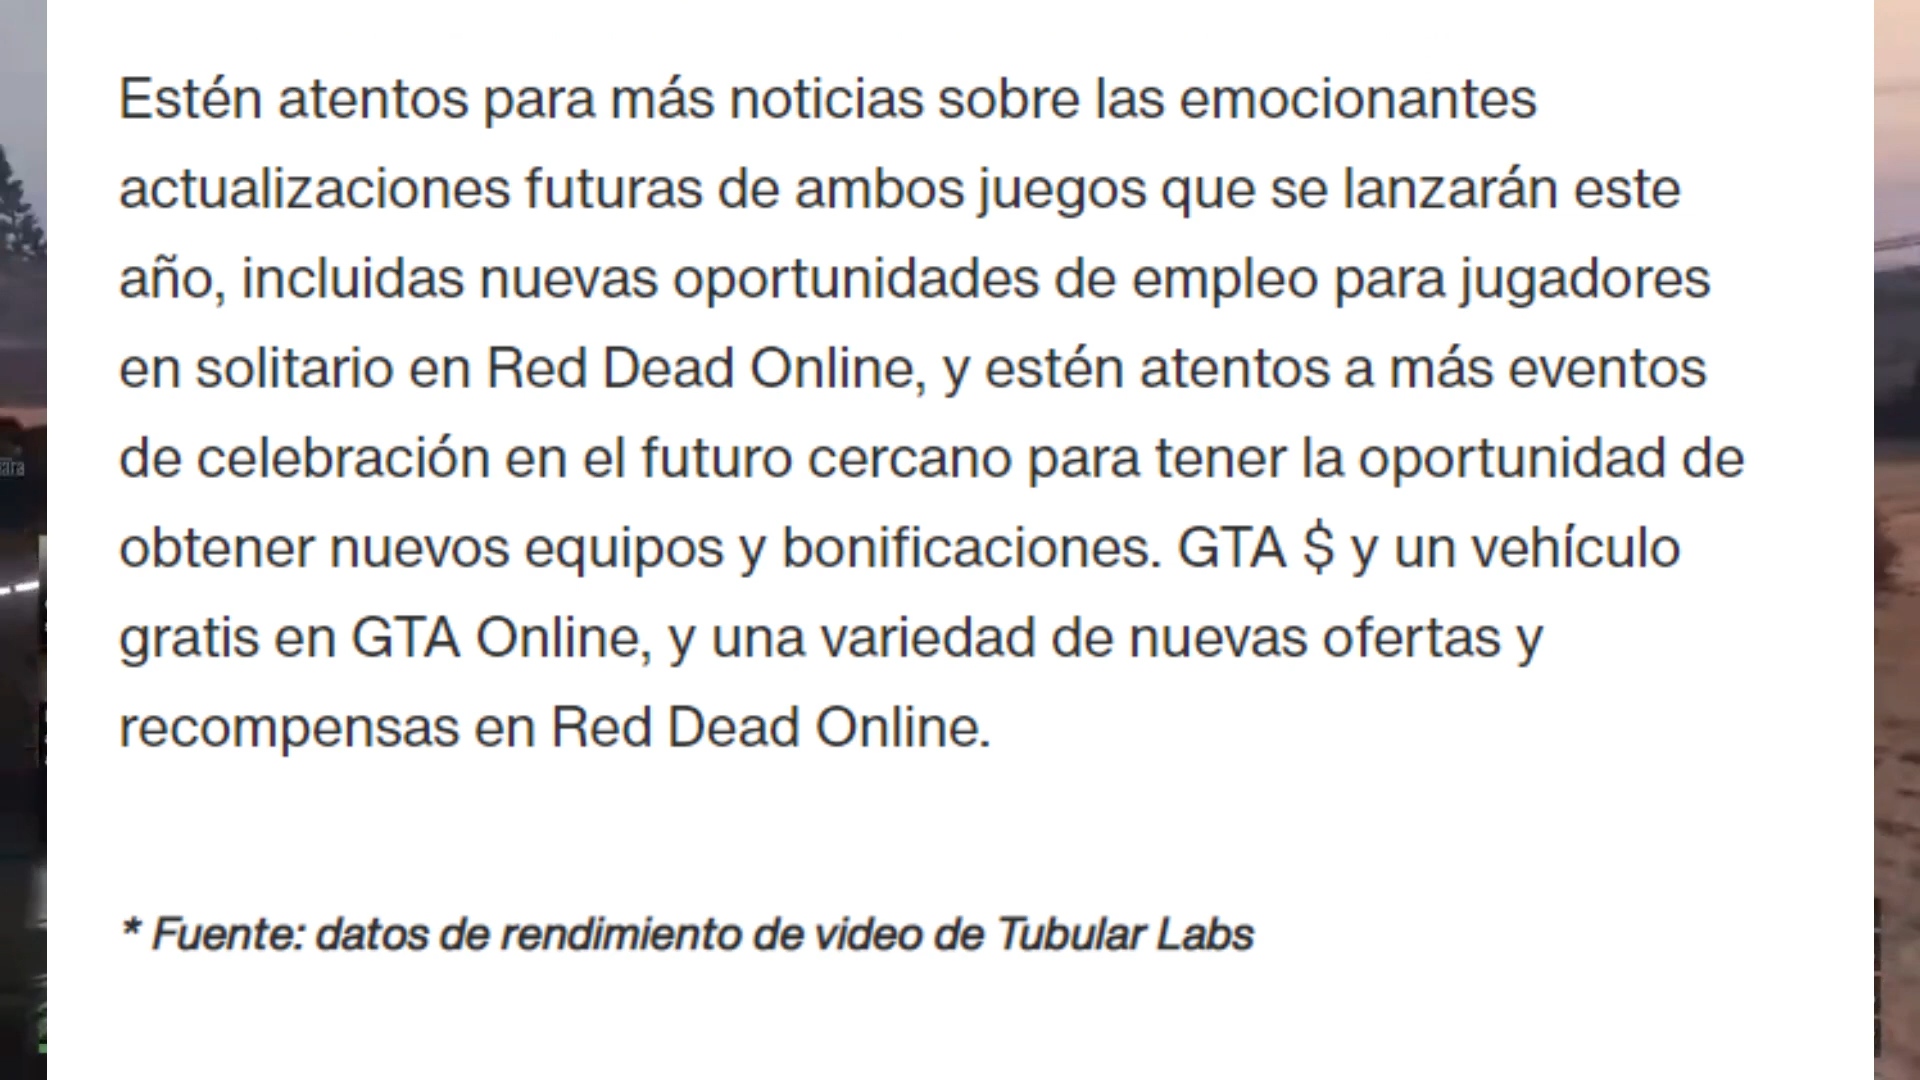 Estén atentos para más noticias sobre las emocionantes
actualizaciones futuras de ambos juegos que se lanzarán este
año, incluidas nuevas oportunidades de empleo para jugadores
en solitario en Red Dead Online, y estén atentos a más eventos
de celebración en el futuro cercano para tener la oportunidad de
obtener nuevos equipos y bonificaciones. GTA $ y un vehículo
gratis en GTA Online, y una variedad de nuevas ofertas y
recompensas en Red Dead Online.
* Fuente: datos de rendimiento de video de Tubular Labs